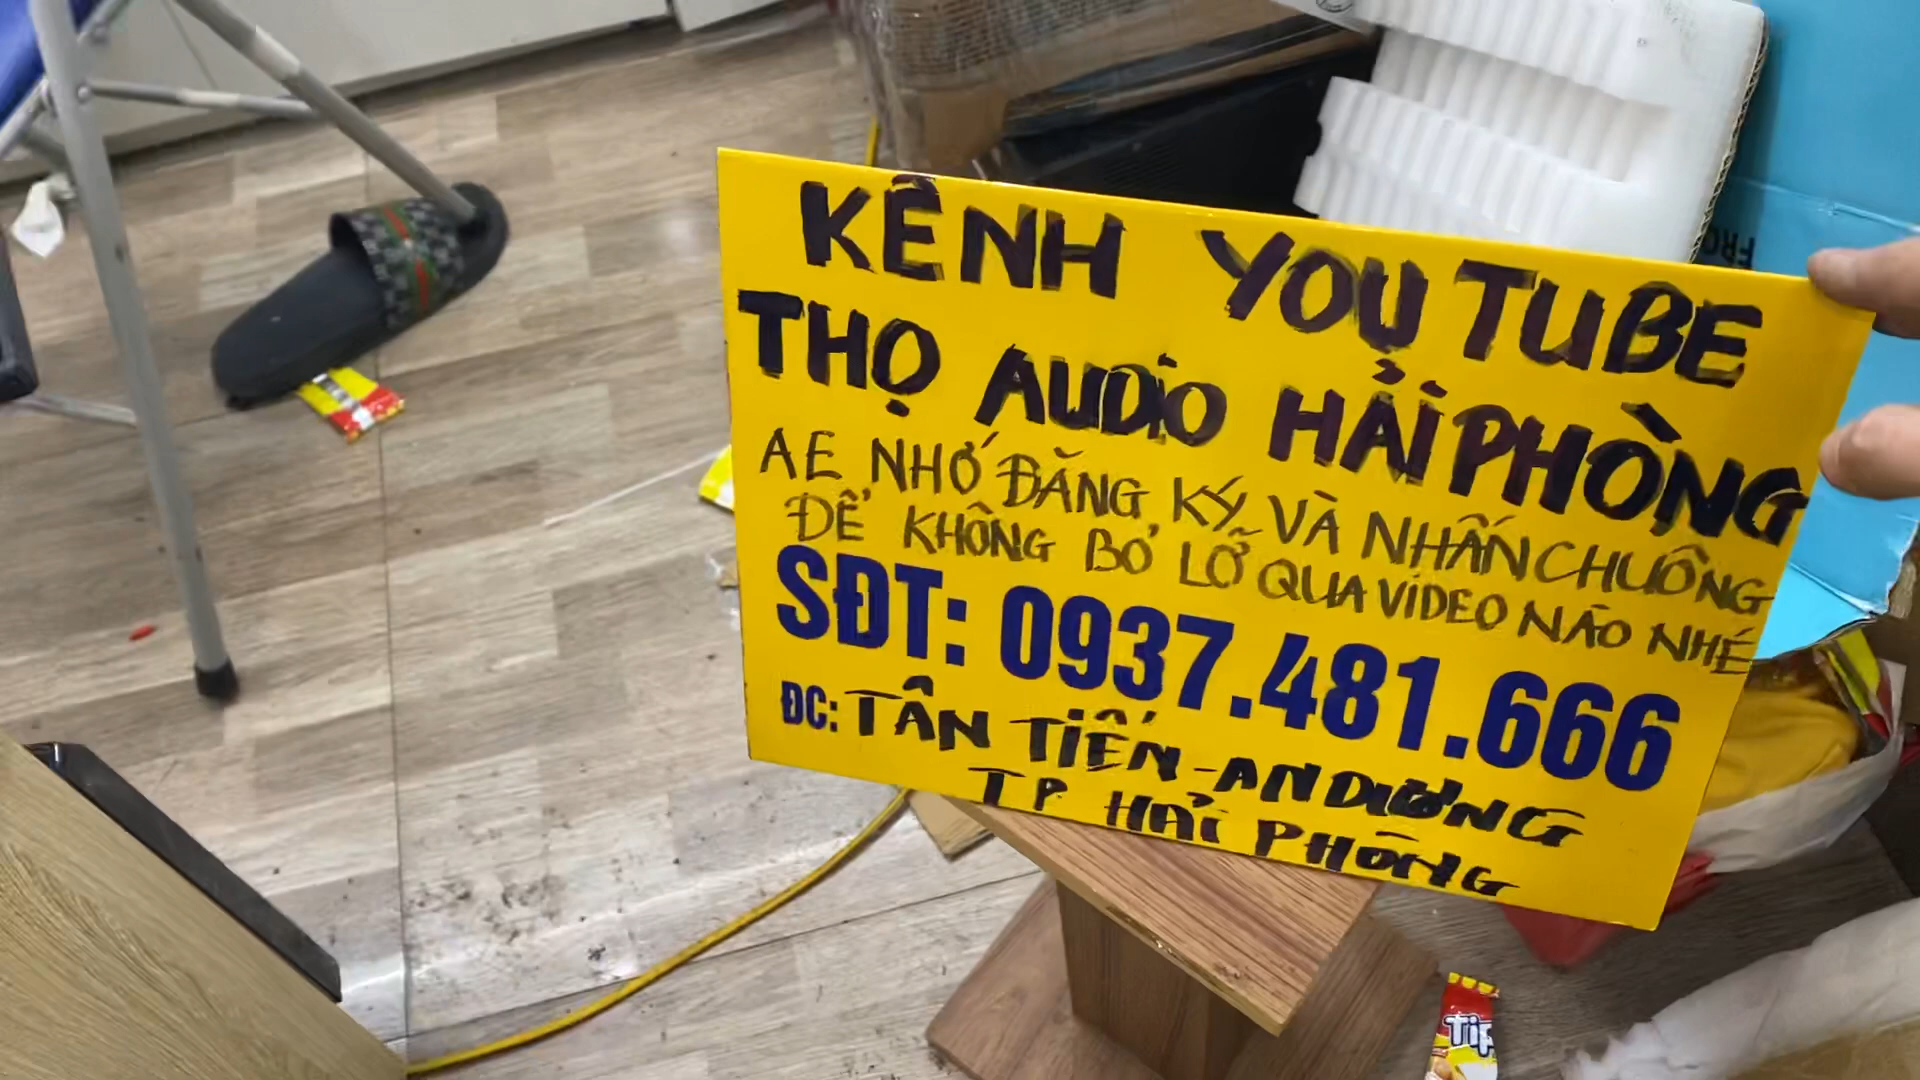 KÊNH YOUTUBE
THỌ AUDIO HẢI PHÒNG
AE NHỚ ĐĂNG KÝ VÀ NHẤN CHUÔNG
ĐỂ KHÔNG BỎ LỠ QUA VIDEO NÀO NHÉ
SĐT: 0937.481.666
ĐC: TÂN TIẾN - AN DƯƠNG
TP HẢI PHÒNG